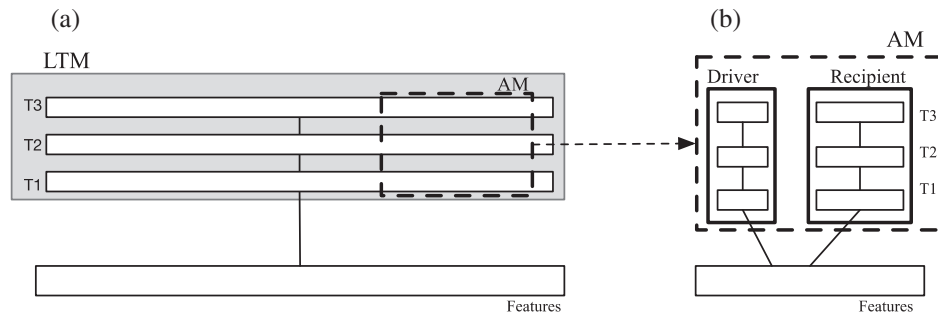 (a)
LTM
AM
T3
T2
T1
Features
(b)
AM
Driver
Recipient
T3
T2
T1
Features